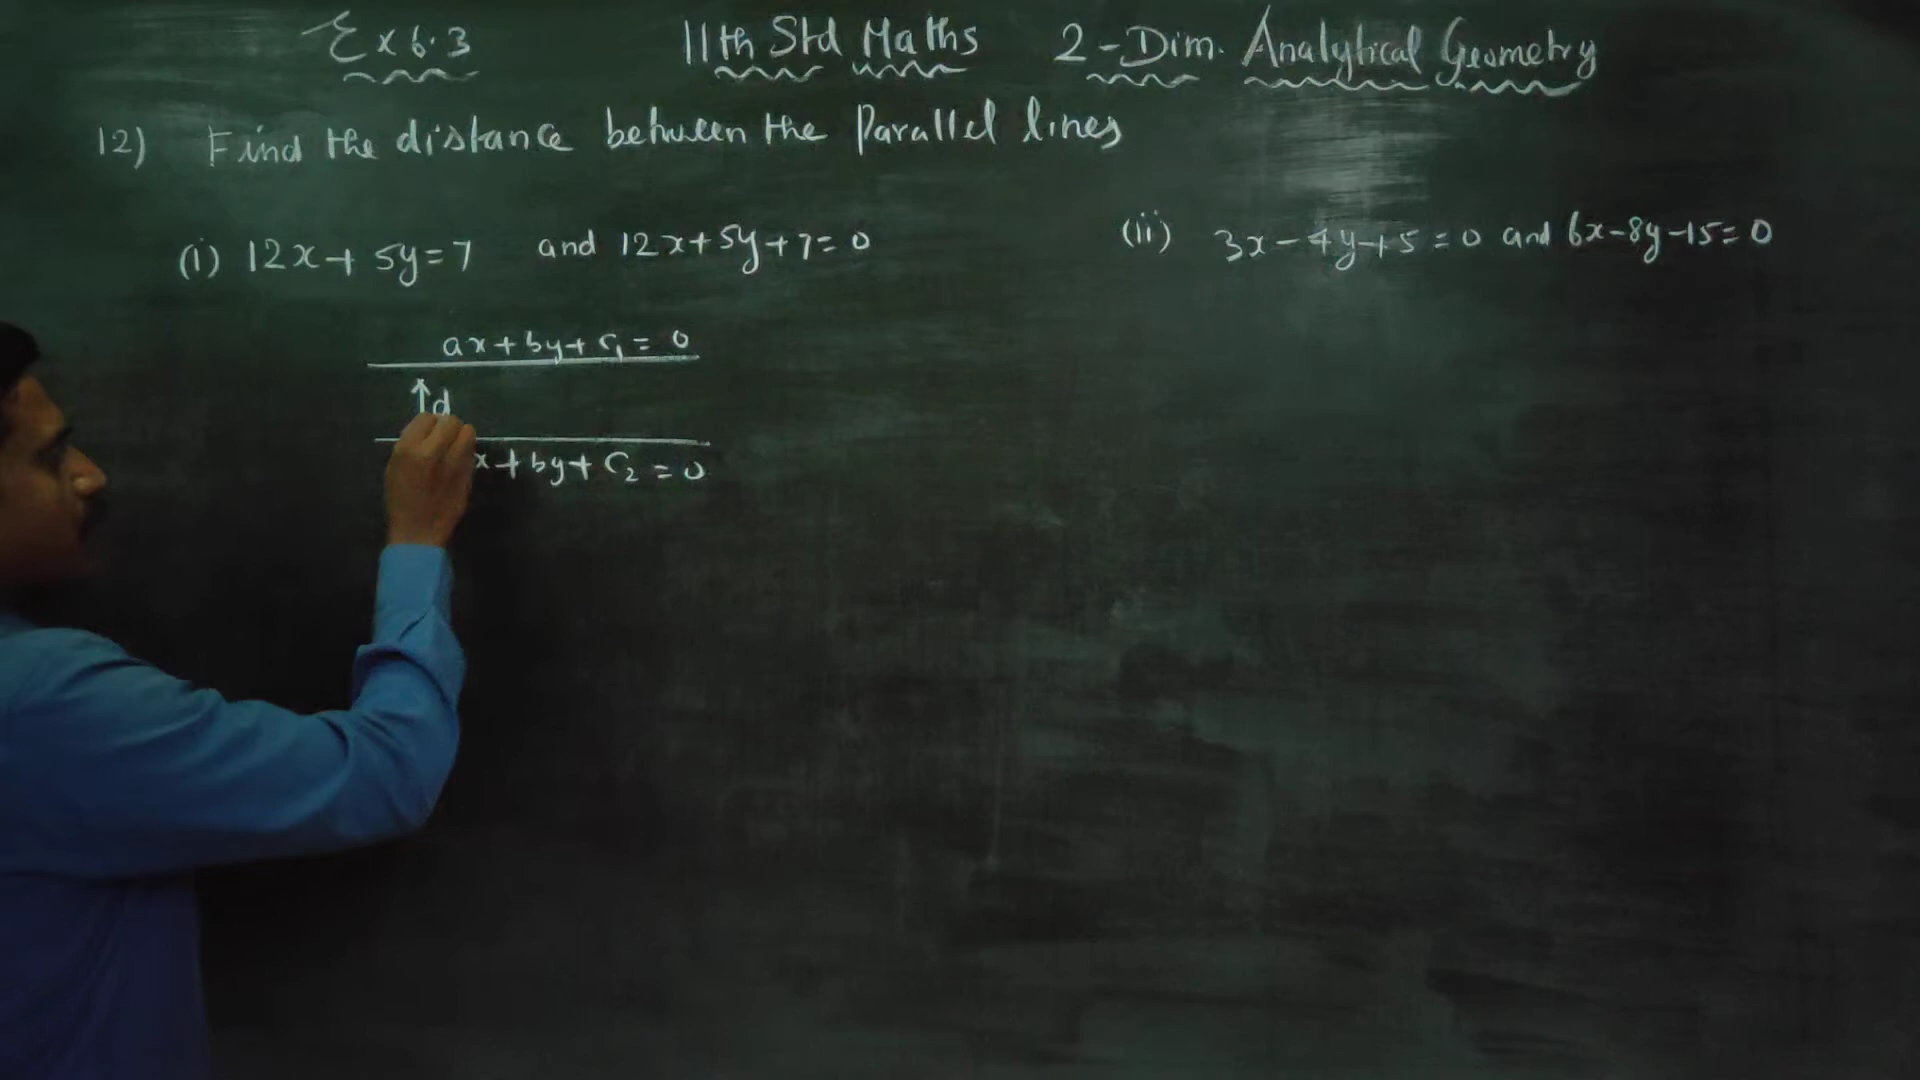 Ex 6.3 11th Std Maths 2-Dim. Analytical Geometry
12) Find the distance between the Parallel lines
(i) 12x + 5y = 7 and 12x + 5y + 7 = 0
(ii) 3x - 4y + 5 = 0 and 6x - 8y - 15 = 0
ax + by + c₁ = 0
d
x + by + c₂ = 0